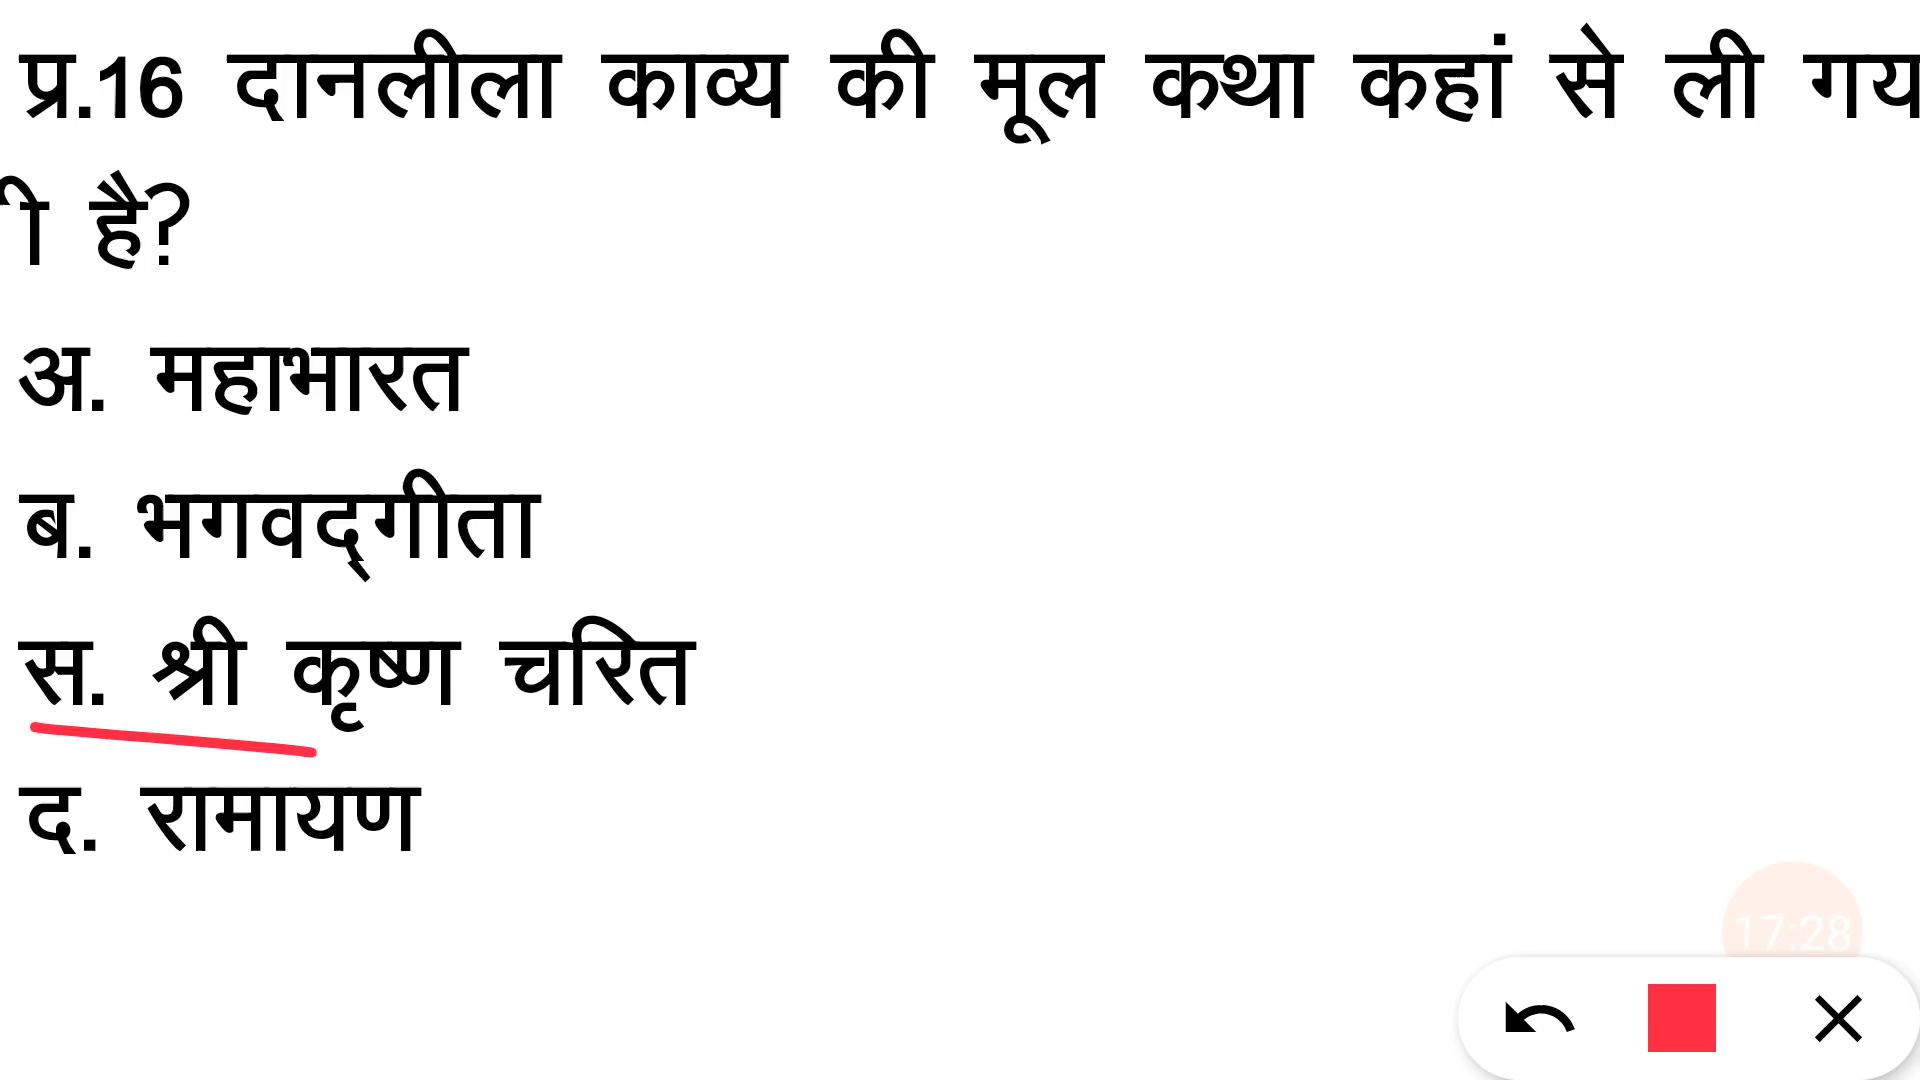 प्र.16 दानलीला काव्य की मूल कथा कहां से ली गय
ी है?
अ. महाभारत
ब. भगवद्गीता
स. श्री कृष्ण चरित
द. रामायण
17:28